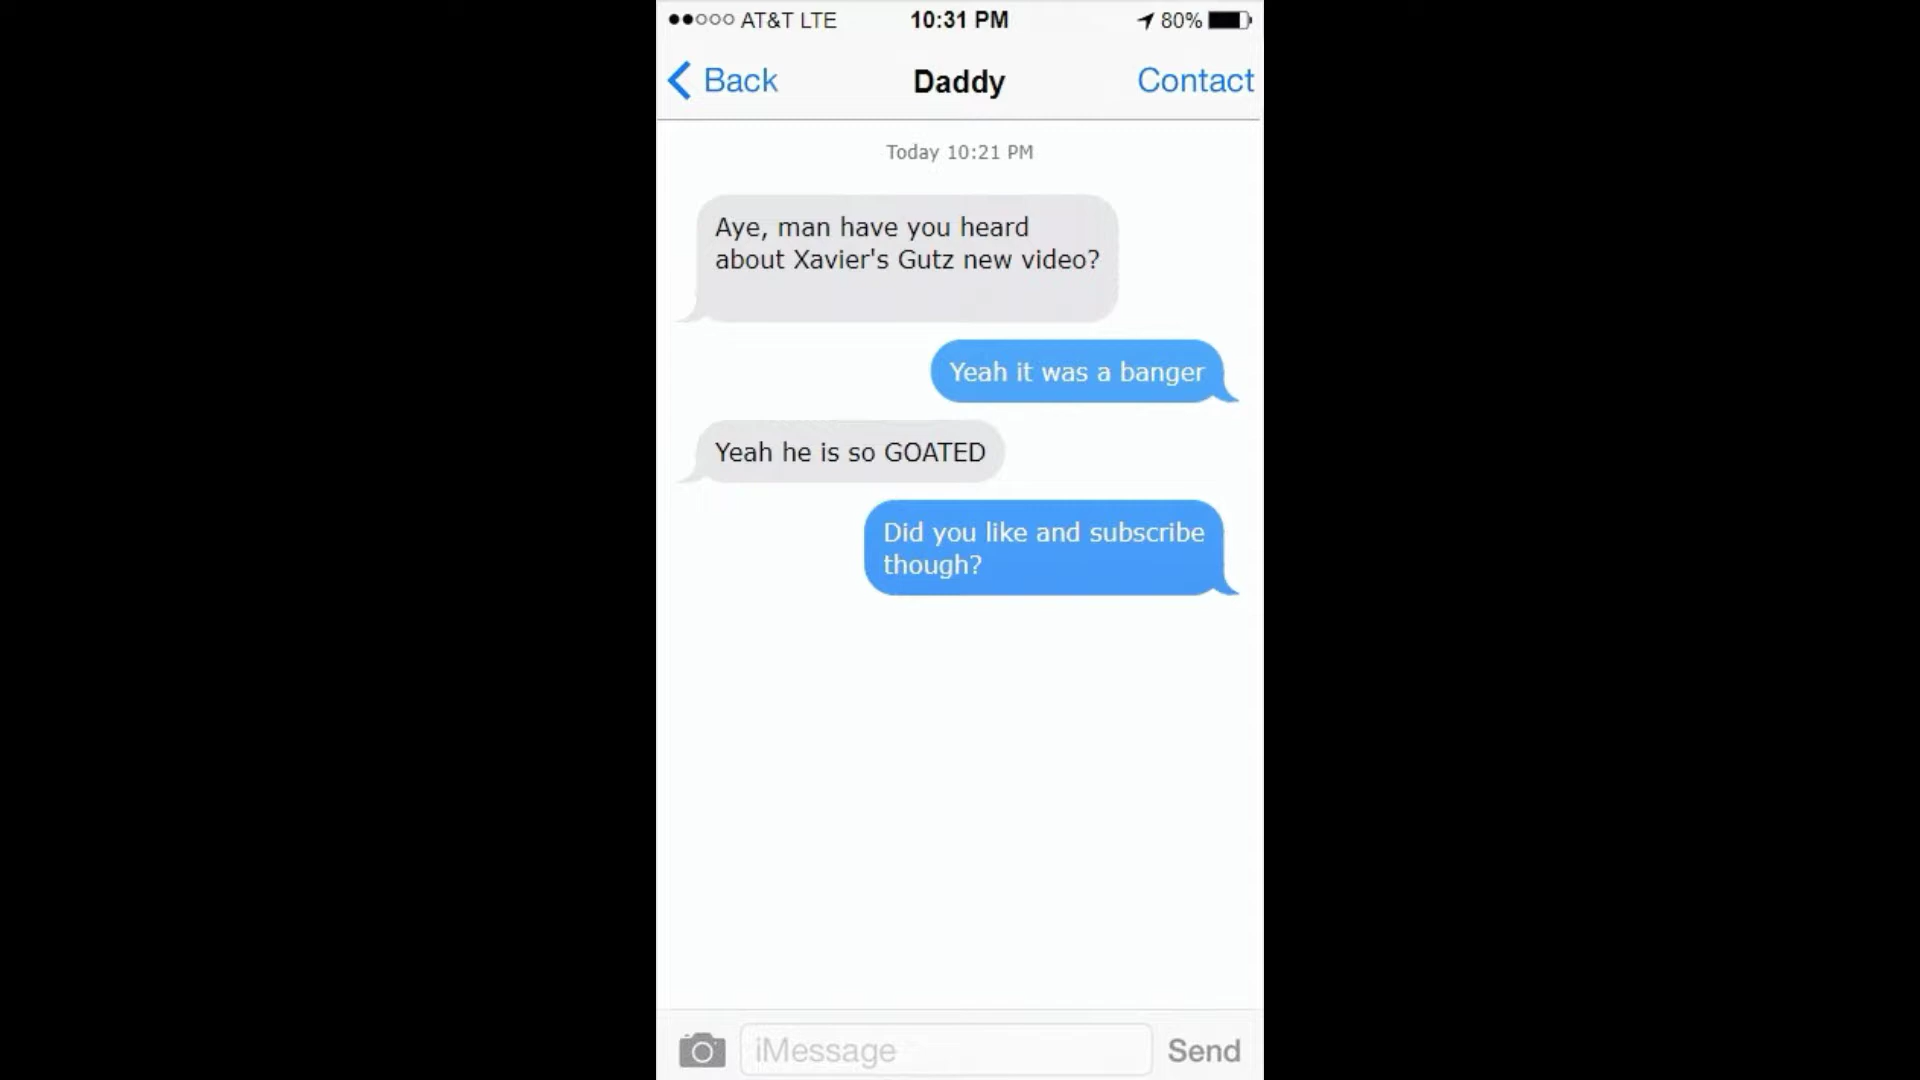 AT&T LTE 10:31 PM 80%
Back Daddy Contact
Today 10:21 PM
Aye, man have you heard
about Xavier's Gutz new video?
Yeah it was a banger
Yeah he is so GOATED
Did you like and subscribe
though?
iMessage Send